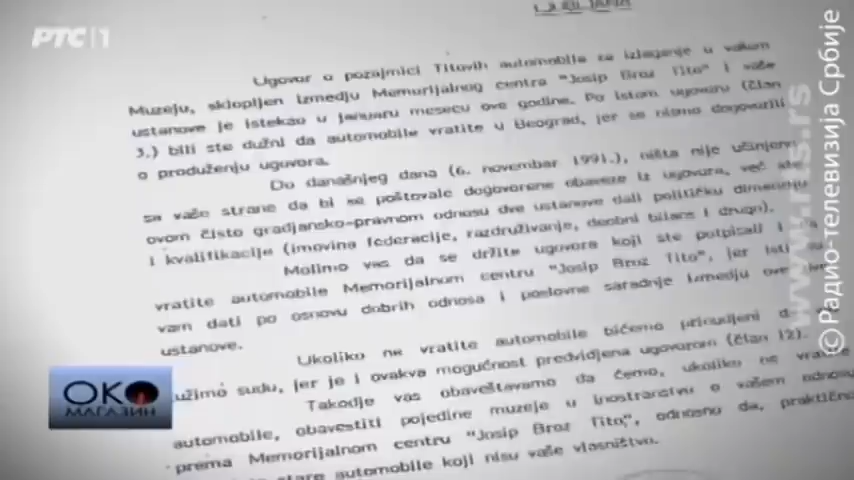 LJUBLJANA
РТС 1
Ugovor o pozajmici Titovih automobila za izlaganje u vašem
Muzeju, sklopljen izmedju Memorijalnog centra "Josip Broz Tito" i vaše
ustanove je istekao u januaru mesecu ove godine. Po istom ugovoru (član
3.) bili ste dužni da automobile vratite u Beograd, jer se nismo dogovorili
o produženju uguvora.
Do današnjeg dana (6. novembar 1991.), ništa nije učinjeno
sa vaše strane da bi se poštovale dogovorene obaveze iz ugovora, već ste
ovom čisto gradjansko-pravnom odnosu dve ustanove dali političku dimenziju
i kvalifikacije (imovina federacije, razdruživanje, deobni bilans i drugo).
Molimo vas da se držite ugovora koji ste potpisali i da
vratite automobile Memorijalnom centru "Josip Broz Tito", jer isti su
vam dati po osnovu dobrih odnosa i poslovne saradnje izmedju ove dve
ustanove.
Ukoliko ne vratite automobile bićemo prinudjeni da vas
tužimo sudu, jer je i ovakva mogućnost predvidjena ugovorom (član 12).
Takodje vas obaveštavamo da ćemo, ukoliko ne vratite
automobile, obavestiti pojedine muzeje u inostranstvu o vašem odnosu
prema Memorijalnom centru "Josip Broz Tito", odnosno da, praktično
stare automobile koji nisu vaše vlasništvo.
ОКО
МАГАЗИН
www.rts.rs
© Радио-телевизија Србије